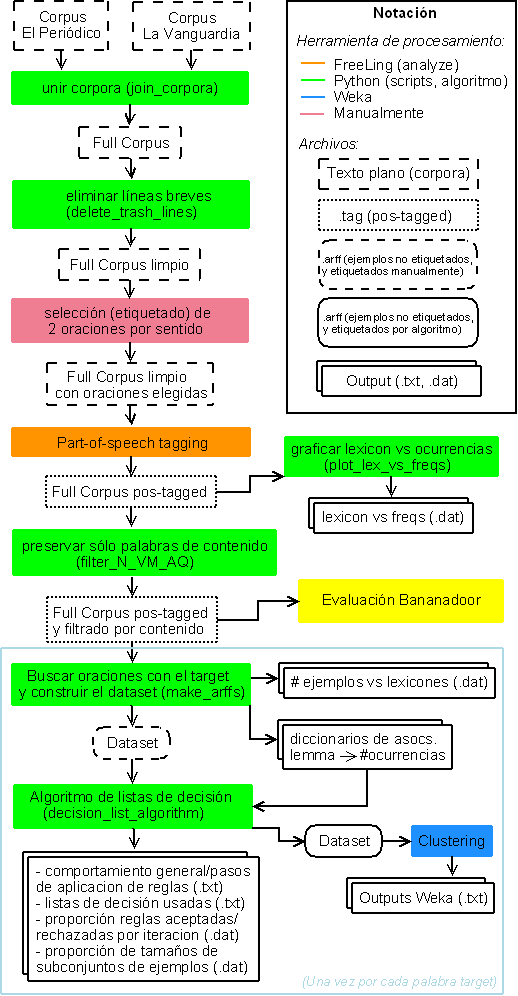 Corpus
El Periódico
Corpus
La Vanguardia
unir corpora (join_corpora)
Full Corpus
eliminar líneas breves
(delete_trash_lines)
Full Corpus limpio
selección (etiquetado) de
2 oraciones por sentido
Full Corpus limpio
con oraciones elegidas
Part-of-speech tagging
Full Corpus pos-tagged
graficar lexicon vs ocurrencias
(plot_lex_vs_freqs)
lexicon vs freqs (.dat)
preservar sólo palabras de contenido
(filter_N_VM_AQ)
Full Corpus pos-tagged
y filtrado por contenido
Evaluación Bananadoor
Buscar oraciones con el target
y construir el dataset (make_arffs)
# ejemplos vs lexicones (.dat)
Dataset
diccionarios de asocs.
lemma → #ocurrencias
Algoritmo de listas de decisión
(decision_list_algorithm)
Dataset
Clustering
Outputs Weka (.txt)
- comportamiento general/pasos
de aplicacion de reglas (.txt)
- listas de decisión usadas (.txt)
- proporción reglas aceptadas/
rechazadas por iteracion (.dat)
- proporción de tamaños de
subconjuntos de ejemplos (.dat)
(Una vez por cada palabra target)
Notación
Herramienta de procesamiento:
FreeLing (analyze)
Python (scripts, algoritmo)
Weka
Manualmente
Archivos:
Texto plano (corpora)
.tag (pos-tagged)
.arff (ejemplos no etiquetados,
y etiquetados manualmente)
.arff (ejemplos no etiquetados,
y etiquetados por algoritmo)
Output (.txt, .dat)